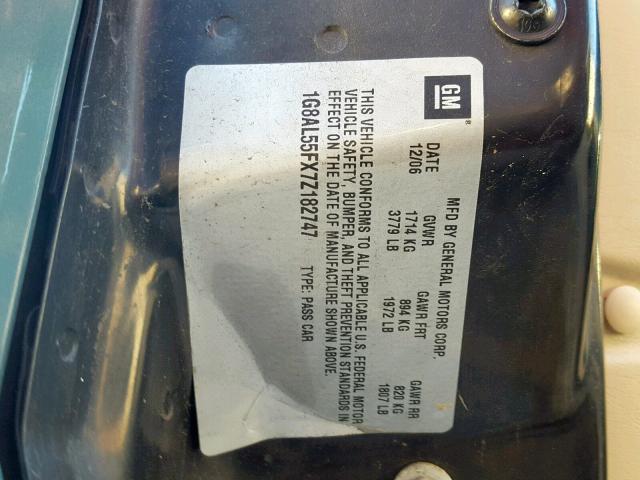 GM
®
MFD BY GENERAL MOTORS CORP.
DATE GVWR GAWR FRT GAWR RR
12/06 1714 KG 894 KG 820 KG
3779 LB 1972 LB 1807 LB
THIS VEHICLE CONFORMS TO ALL APPLICABLE U.S. FEDERAL MOTOR
VEHICLE SAFETY, BUMPER, AND THEFT PREVENTION STANDARDS IN
EFFECT ON THE DATE OF MANUFACTURE SHOWN ABOVE.
1G8AL55FX7Z182747 TYPE: PASS CAR